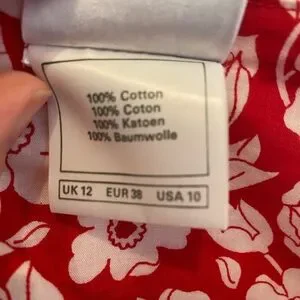 100% Cotton
100% Coton
100% Katoen
100% Baumwolle
UK 12 EUR 38 USA 10